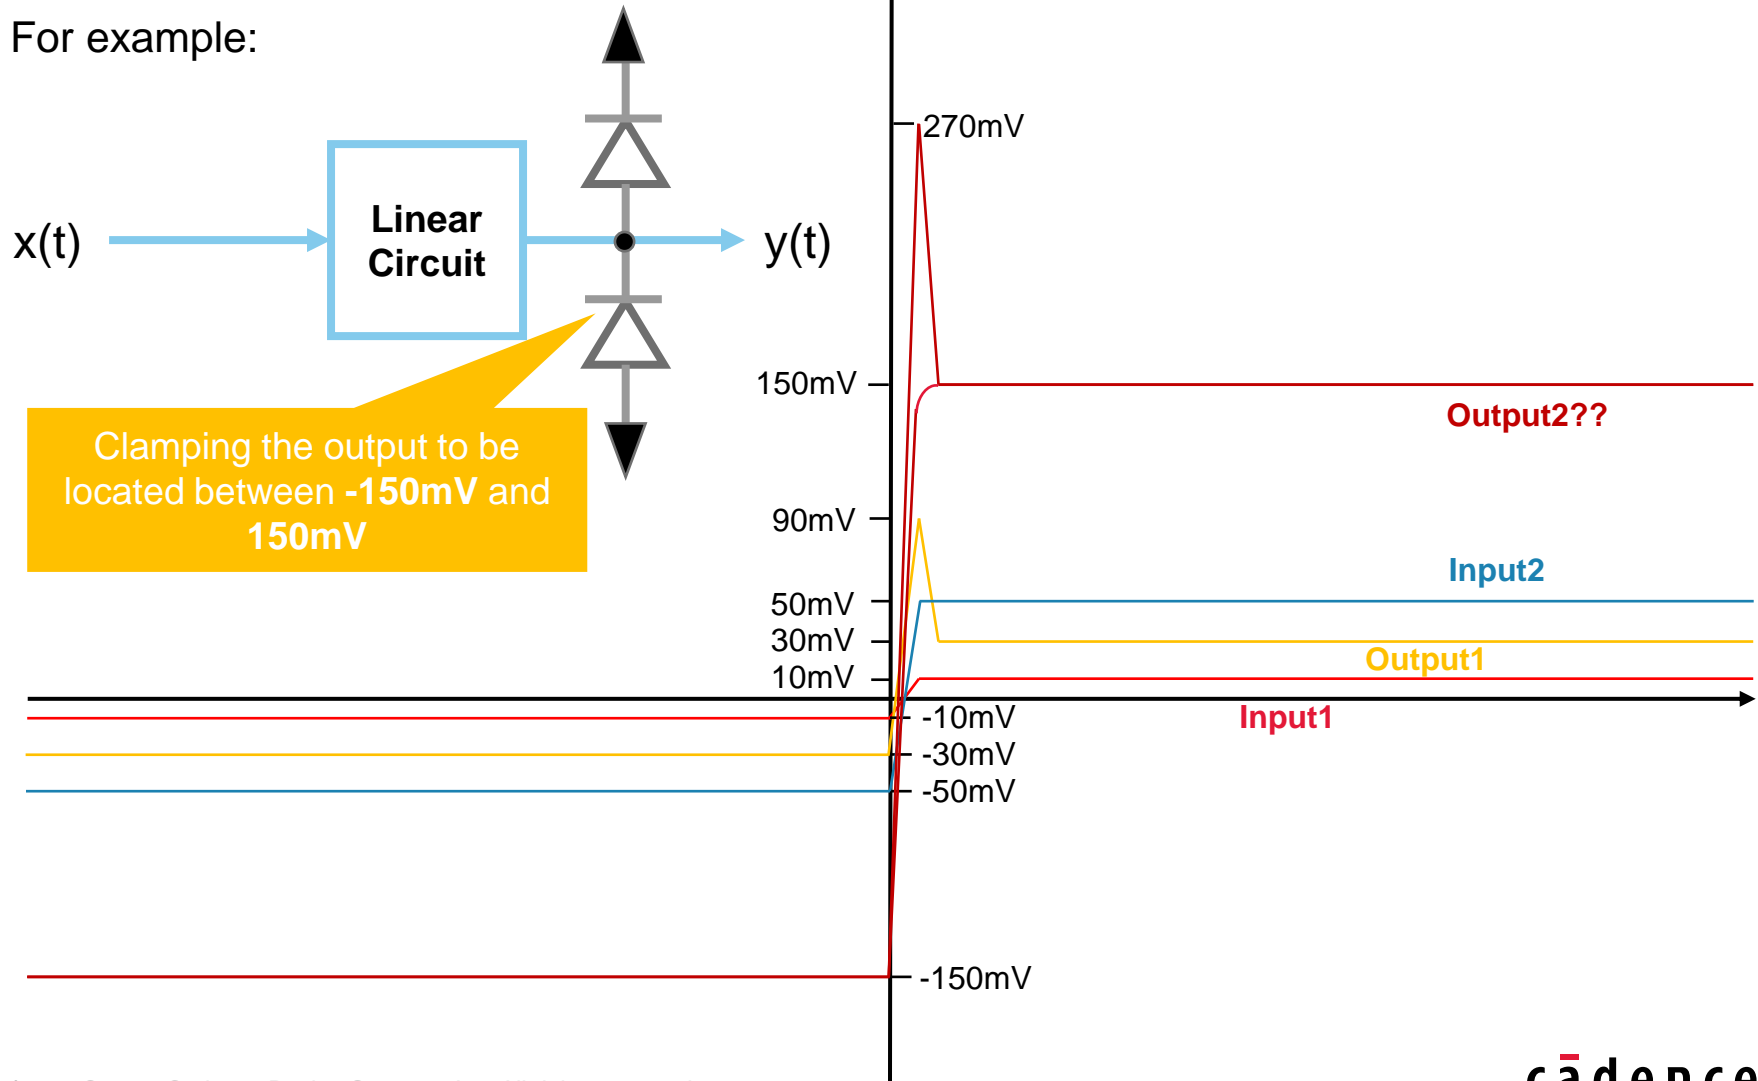 For example:
x(t)
Linear
Circuit
y(t)
Clamping the output to be
located between -150mV and
150mV
270mV
150mV
Output2??
90mV
Input2
50mV
30mV
Output1
10mV
-10mV
Input1
-30mV
-50mV
-150mV
cādence